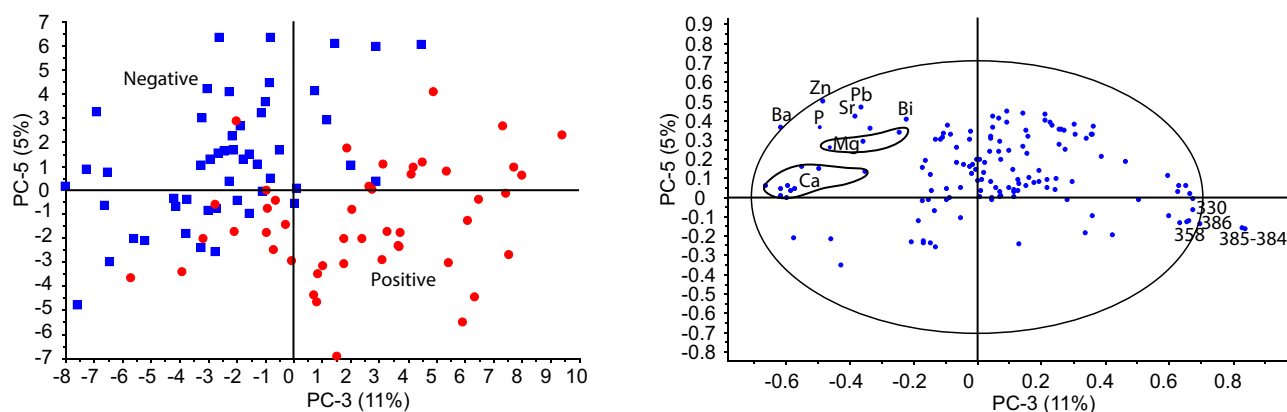 7
6
5
4
3
2
1
0
-1
-2
-3
-4
-5
-6
-7
PC-5 (5%)
Negative
Positive
-8 -7 -6 -5 -4 -3 -2 -1 0 1 2 3 4 5 6 7 8 9 10
PC-3 (11%)
0.9
0.8
0.7
0.6
0.5
0.4
0.3
0.2
0.1
0
-0.1
-0.2
-0.3
-0.4
-0.5
-0.6
-0.7
-0.8
PC-5 (5%)
Zn
Pb
Ba
P
Sr
Bi
Mg
Ca
330
386
358
385-384
-0.6 -0.4 -0.2 0 0.2 0.4 0.6 0.8
PC-3 (11%)